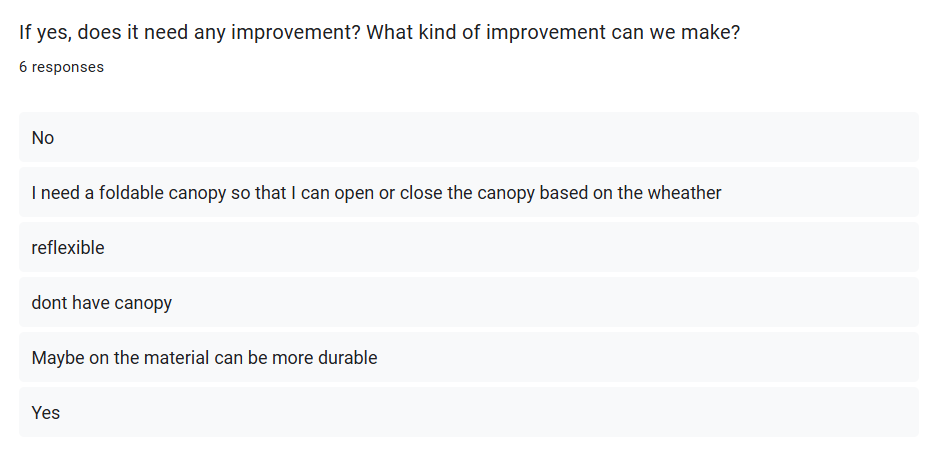 If yes, does it need any improvement? What kind of improvement can we make?
6 responses
No
I need a foldable canopy so that I can open or close the canopy based on the wheather
reflexible
dont have canopy
Maybe on the material can be more durable
Yes